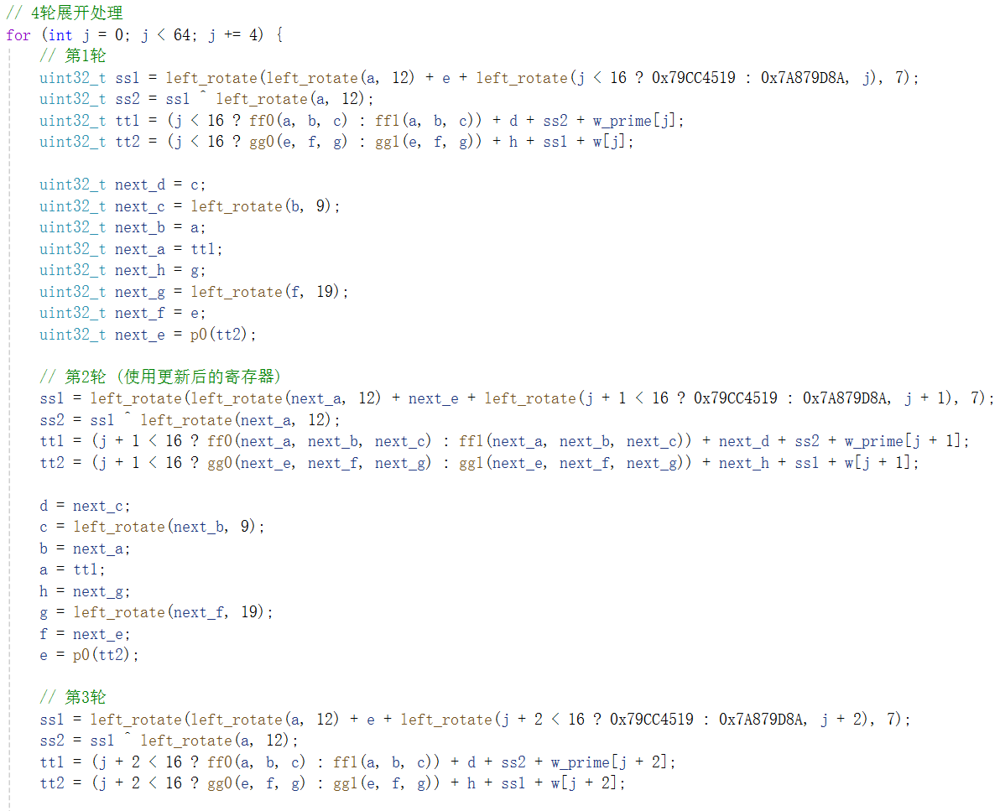 // 4轮展开处理
for (int j = 0; j < 64; j += 4) {
    // 第1轮
    uint32_t ss1 = left_rotate(left_rotate(a, 12) + e + left_rotate(j < 16 ? 0x79CC4519 : 0x7A879D8A, j), 7);
    uint32_t ss2 = ss1 ^ left_rotate(a, 12);
    uint32_t tt1 = (j < 16 ? ff0(a, b, c) : ff1(a, b, c)) + d + ss2 + w_prime[j];
    uint32_t tt2 = (j < 16 ? gg0(e, f, g) : gg1(e, f, g)) + h + ss1 + w[j];

    uint32_t next_d = c;
    uint32_t next_c = left_rotate(b, 9);
    uint32_t next_b = a;
    uint32_t next_a = tt1;
    uint32_t next_h = g;
    uint32_t next_g = left_rotate(f, 19);
    uint32_t next_f = e;
    uint32_t next_e = p0(tt2);

    // 第2轮 (使用更新后的寄存器)
    ss1 = left_rotate(left_rotate(next_a, 12) + next_e + left_rotate(j + 1 < 16 ? 0x79CC4519 : 0x7A879D8A, j + 1), 7);
    ss2 = ss1 ^ left_rotate(next_a, 12);
    tt1 = (j + 1 < 16 ? ff0(next_a, next_b, next_c) : ff1(next_a, next_b, next_c)) + next_d + ss2 + w_prime[j + 1];
    tt2 = (j + 1 < 16 ? gg0(next_e, next_f, next_g) : gg1(next_e, next_f, next_g)) + next_h + ss1 + w[j + 1];

    d = next_c;
    c = left_rotate(next_b, 9);
    b = next_a;
    a = tt1;
    h = next_g;
    g = left_rotate(next_f, 19);
    f = next_e;
    e = p0(tt2);

    // 第3轮
    ss1 = left_rotate(left_rotate(a, 12) + e + left_rotate(j + 2 < 16 ? 0x79CC4519 : 0x7A879D8A, j + 2), 7);
    ss2 = ss1 ^ left_rotate(a, 12);
    tt1 = (j + 2 < 16 ? ff0(a, b, c) : ff1(a, b, c)) + d + ss2 + w_prime[j + 2];
    tt2 = (j + 2 < 16 ? gg0(e, f, g) : gg1(e, f, g)) + h + ss1 + w[j + 2];